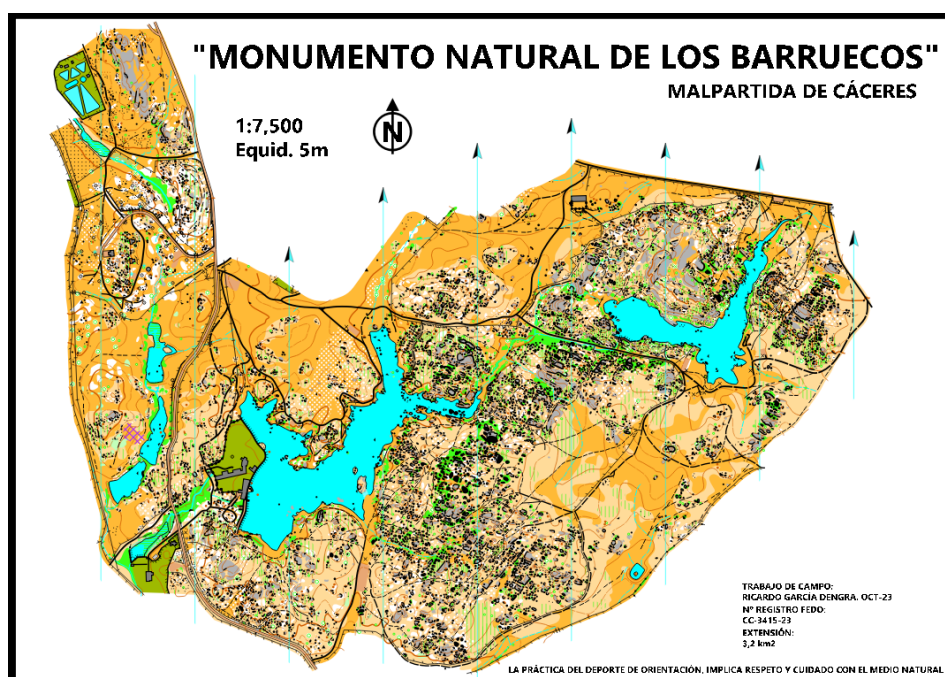 "MONUMENTO NATURAL DE LOS BARRUECOS"
MALPARTIDA DE CÁCERES
1:7,500
Equid. 5m
N
TRABAJO DE CAMPO:
RICARDO GARCÍA DENGRA. OCT-23
Nº REGISTRO FEDO:
CC-3415-23
EXTENSIÓN:
3,2 km2
LA PRÁCTICA DEL DEPORTE DE ORIENTACIÓN, IMPLICA RESPETO Y CUIDADO CON EL MEDIO NATURAL